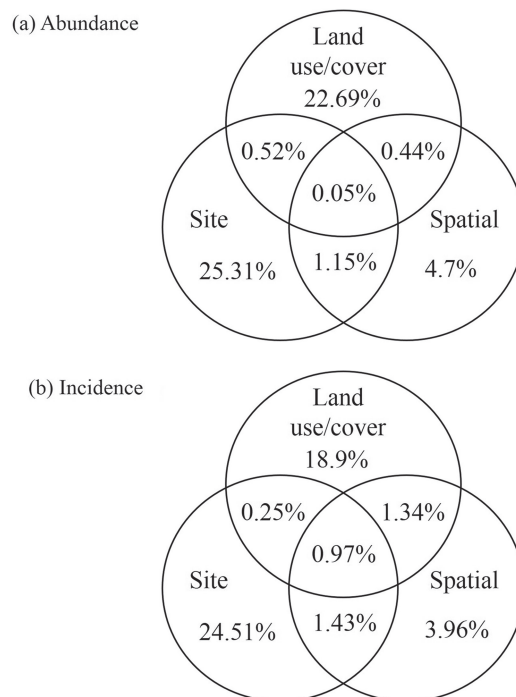 (a) Abundance
Land
use/cover
22.69%
0.52%
0.44%
0.05%
Site
Spatial
25.31%
1.15%
4.7%
(b) Incidence
Land
use/cover
18.9%
0.25%
1.34%
0.97%
Site
Spatial
24.51%
1.43%
3.96%